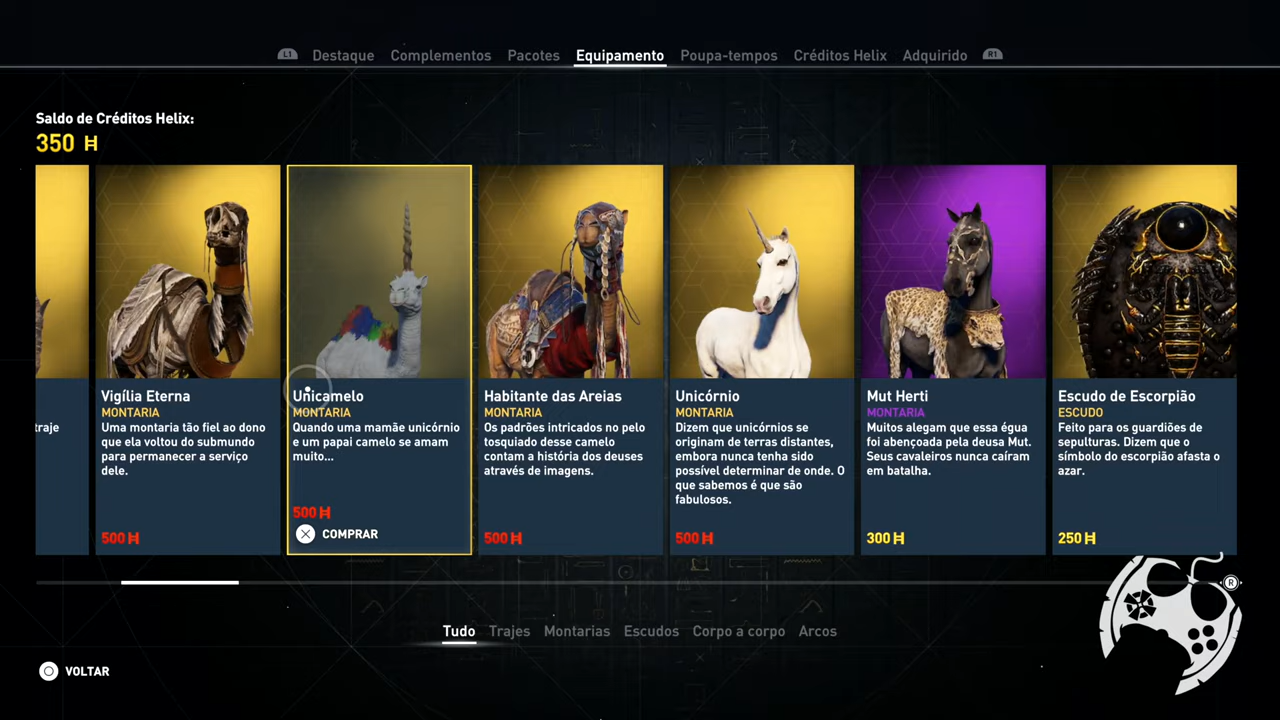 L1 Destaque Complementos Pacotes Equipamento Poupa-tempos Créditos Helix Adquirido R1
Saldo de Créditos Helix:
350 H
traje
Vigília Eterna
MONTARIA
Uma montaria tão fiel ao dono
que ela voltou do submundo
para permanecer a serviço
dele.
500 H
Unicamelo
MONTARIA
Quando uma mamãe unicórnio
e um papai camelo se amam
muito...
500 H
COMPRAR
Habitante das Areias
MONTARIA
Os padrões intricados no pelo
tosquiado desse camelo
contam a história dos deuses
através de imagens.
500 H
Unicórnio
MONTARIA
Dizem que unicórnios se
originam de terras distantes,
embora nunca tenha sido
possível determinar de onde. O
que sabemos é que são
fabulosos.
500 H
Mut Herti
MONTARIA
Muitos alegam que essa égua
foi abençoada pela deusa Mut.
Seus cavaleiros nunca caíram
em batalha.
300 H
Escudo de Escorpião
ESCUDO
Feito para os guardiões de
sepulturas. Dizem que o
símbolo do escorpião afasta o
azar.
250 H
R
Tudo Trajes Montarias Escudos Corpo a corpo Arcos
VOLTAR